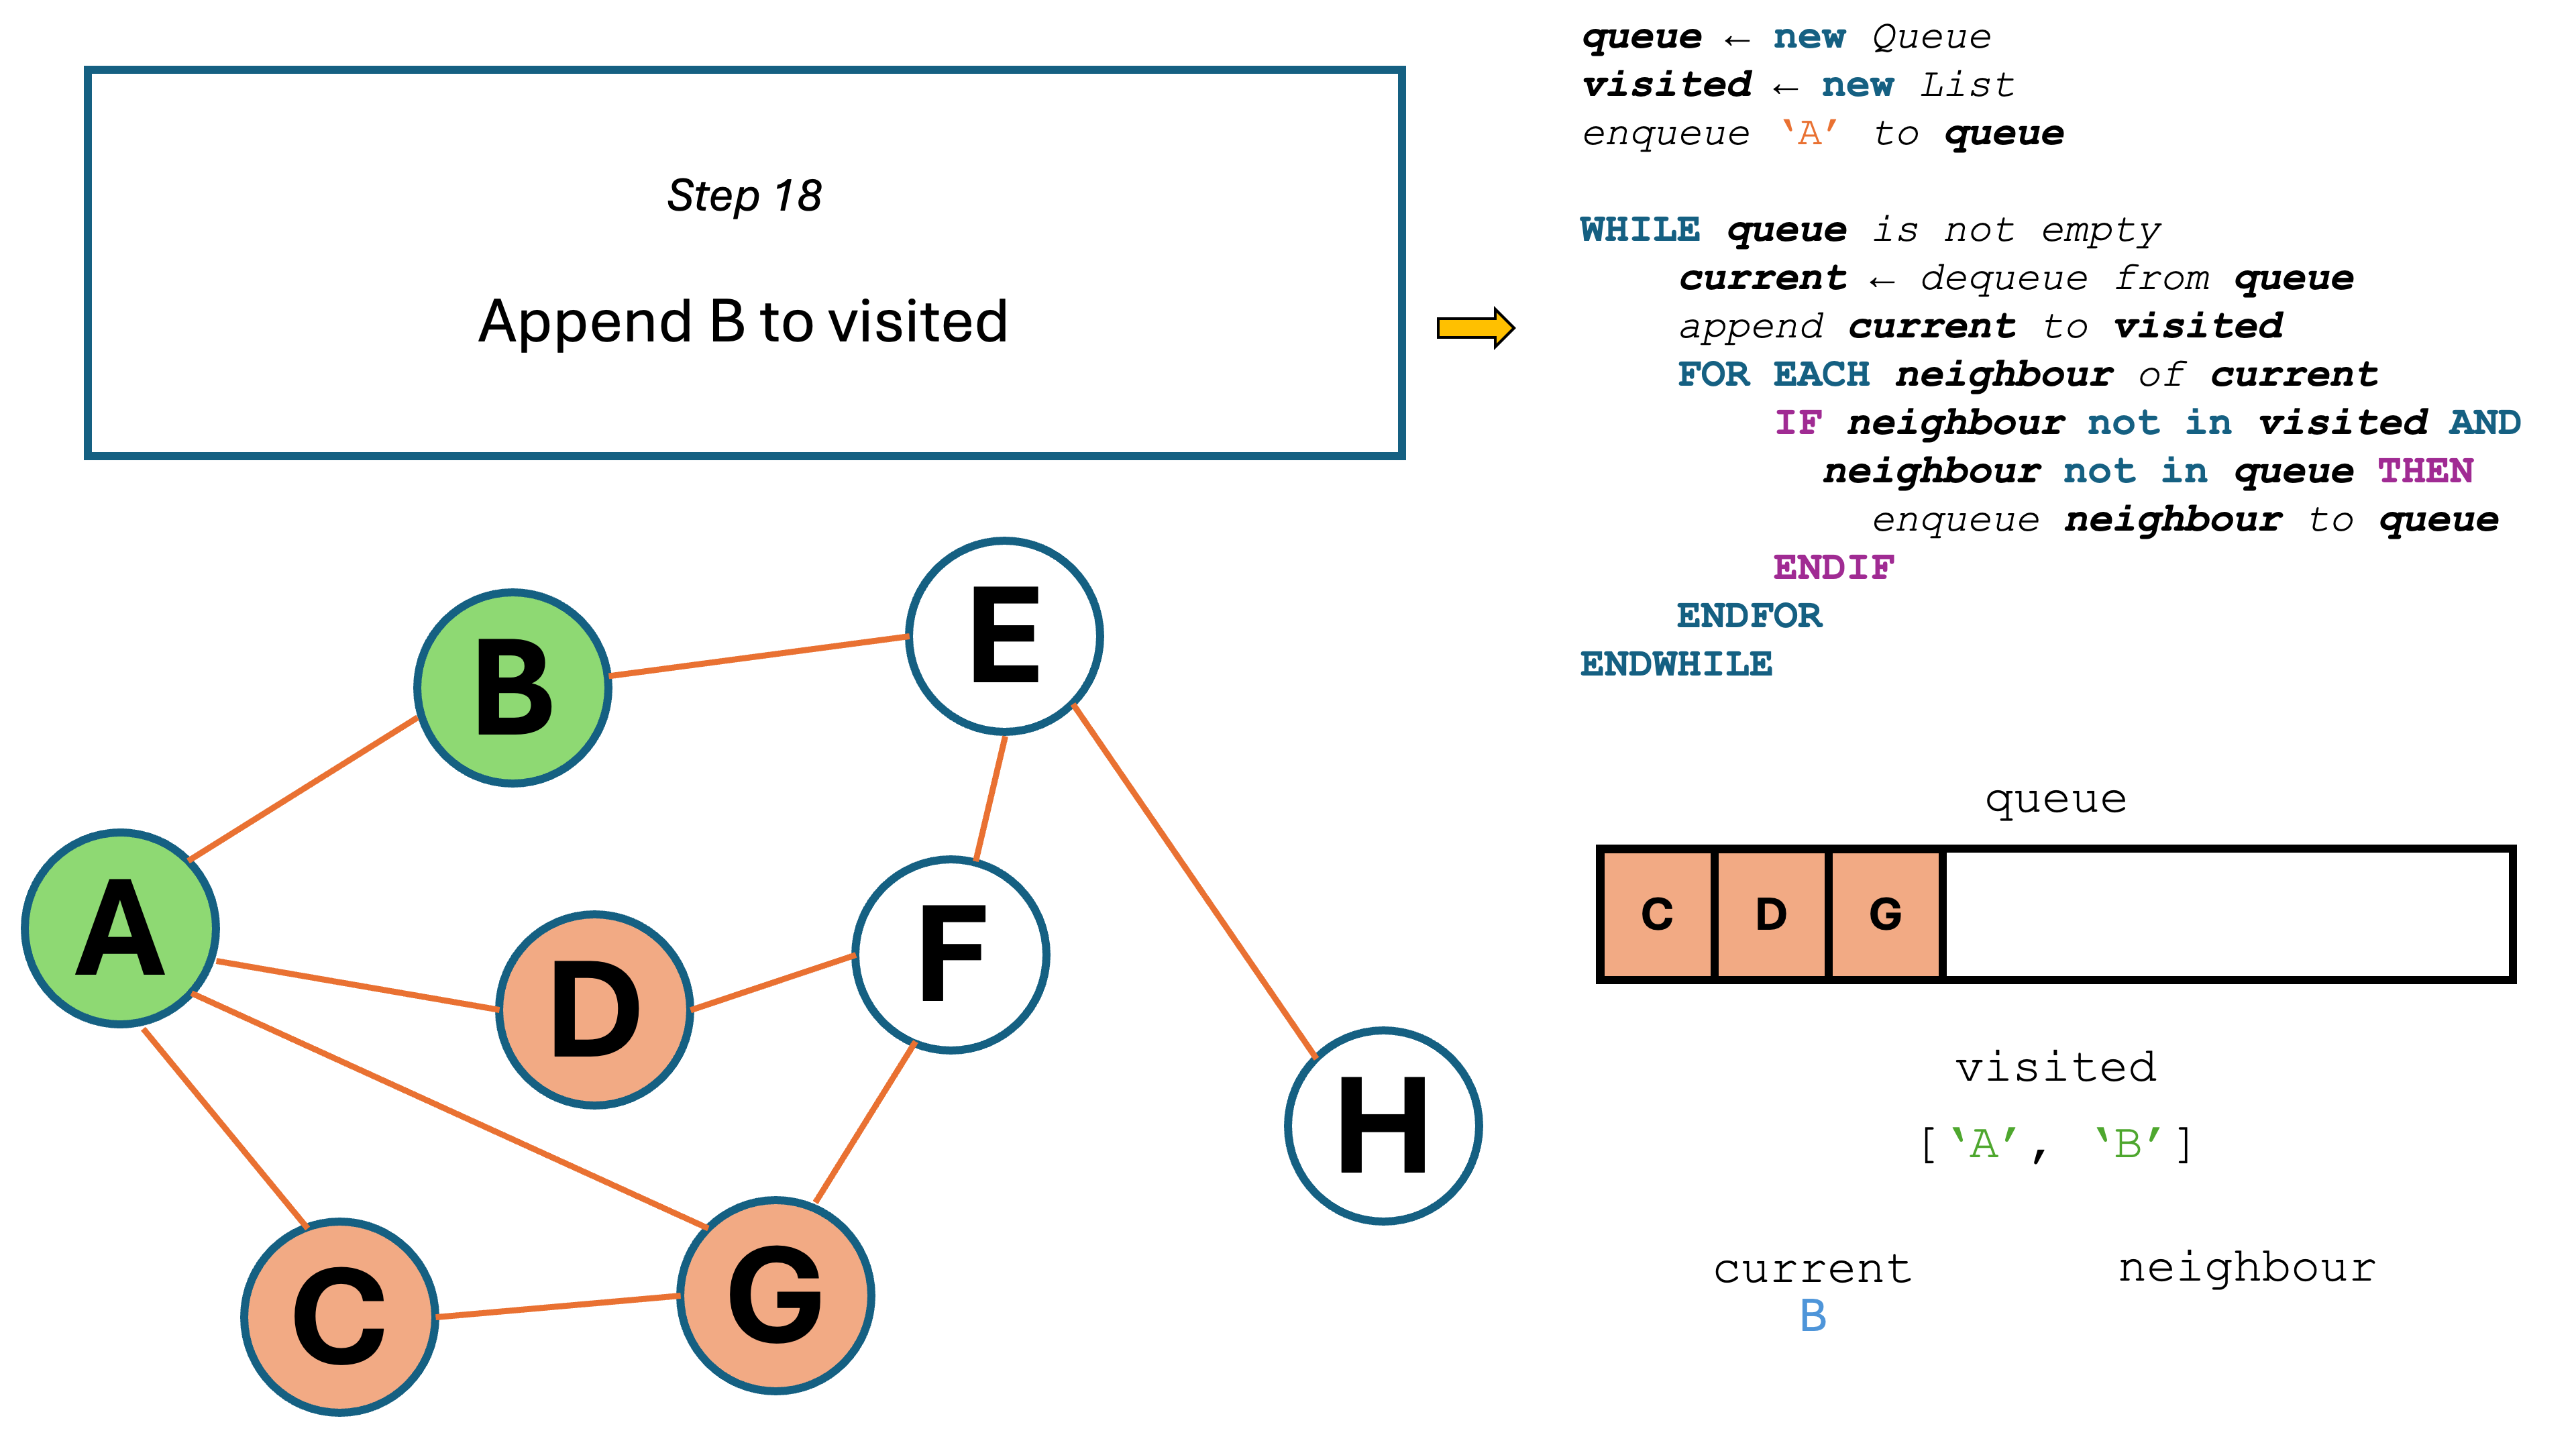 Step 18
Append B to visited
queue ← new Queue
visited ← new List
enqueue ‘A’ to queue
WHILE queue is not empty
current ← dequeue from queue
append current to visited
FOR EACH neighbour of current
IF neighbour not in visited AND
neighbour not in queue THEN
enqueue neighbour to queue
ENDIF
ENDFOR
ENDWHILE
B
E
A
D
F
H
C
G
queue
C D G
visited
[‘A’, ‘B’]
current neighbour
B